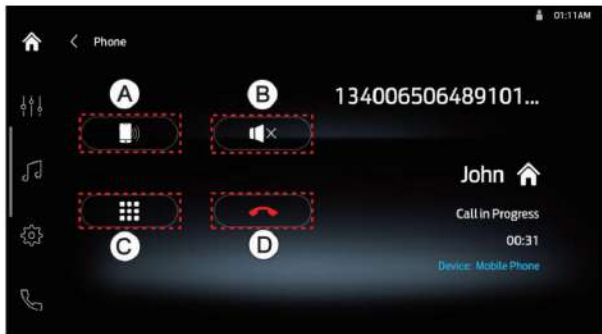 01:11AM
Phone
A
B
134006506489101...
John
Call in Progress
C
D
00:31
Device: Mobile Phone